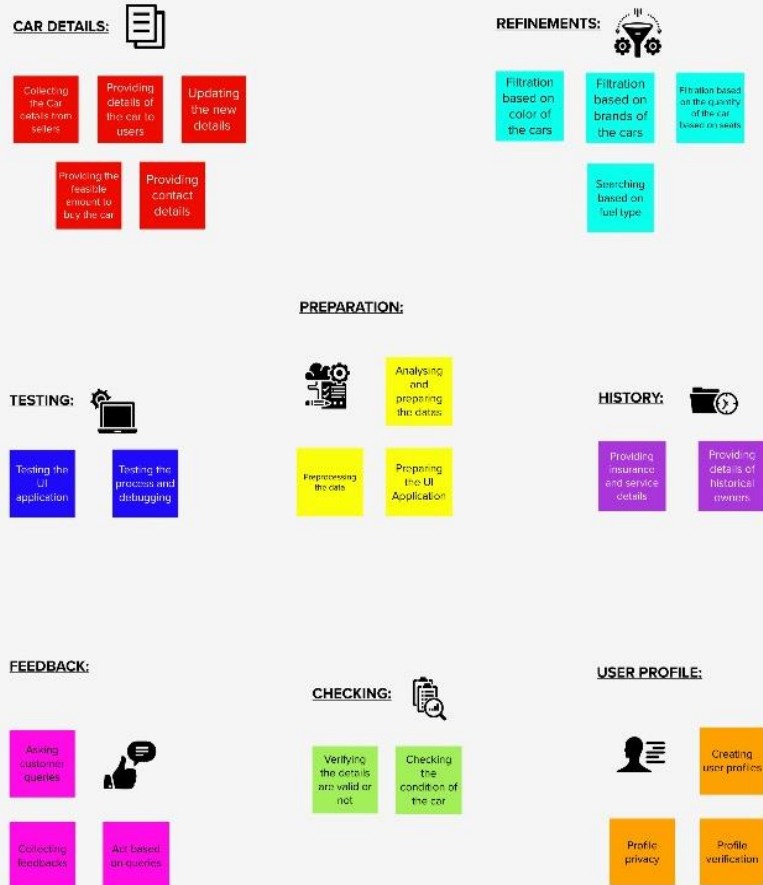 CAR DETAILS:
Collecting
the Car
details from
sellers
Providing
details of
the car to
users
Updating
the new
details
Providing the
feasible
amount to
buy the car
Providing
contact
details
REFINEMENTS:
Filtration
based on
color of
the cars
Filtration
based on
brands of
the cars
Filtration based
on the quantity
of the car
based on seats
Searching
based on
fuel type
PREPARATION:
Analysing
and
preparing
the datas
Preprocessing
the data
Preparing
the UI
Application
TESTING:
Testing the
UI
application
Testing the
process and
debugging
HISTORY:
Providing
insurance
and service
details
Providing
details of
historical
owners
FEEDBACK:
Asking
customer
queries
Collecting
feedbacks
Act based
on queries
CHECKING:
Verifying
the details
are valid or
not
Checking
the
condition of
the car
USER PROFILE:
Creating
user profiles
Profile
privacy
Profile
verification